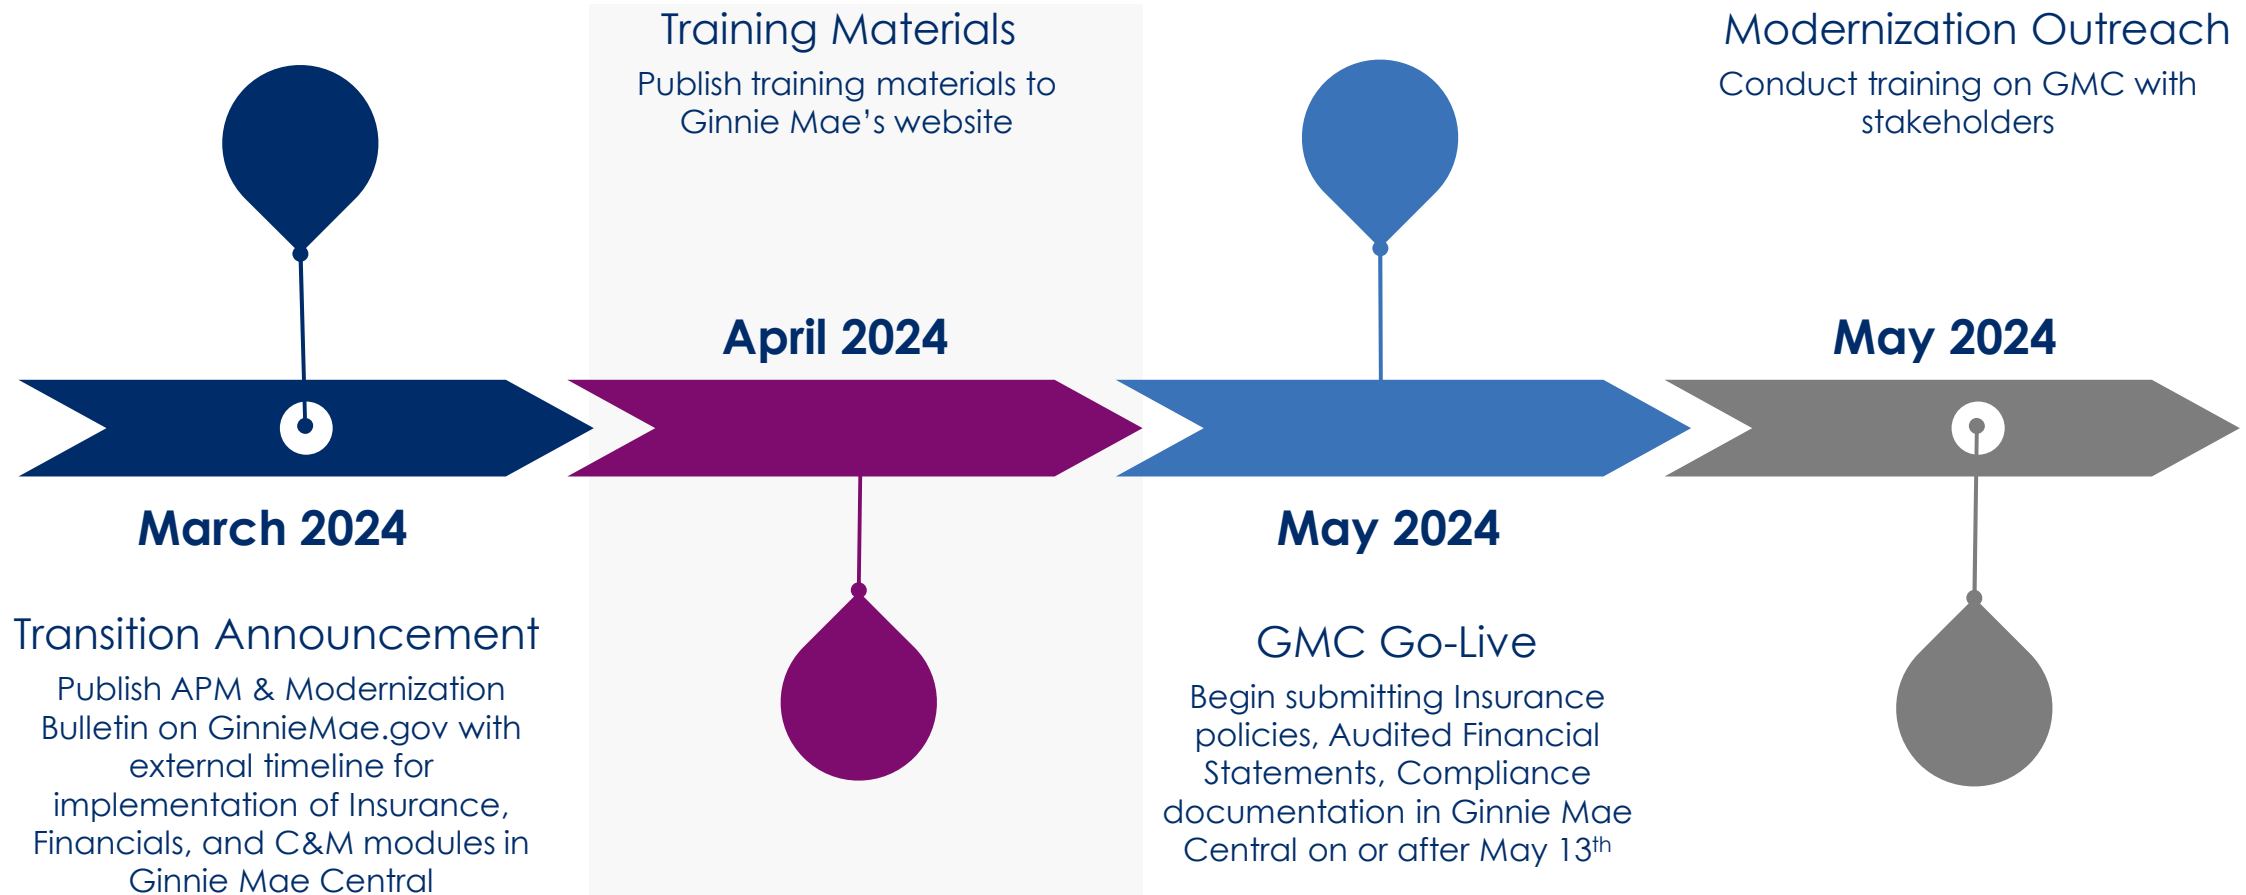 March 2024
Transition Announcement
Publish APM & Modernization
Bulletin on GinnieMae.gov with
external timeline for
implementation of Insurance,
Financials, and C&M modules in
Ginnie Mae Central
Training Materials
Publish training materials to
Ginnie Mae’s website
April 2024
May 2024
GMC Go-Live
Begin submitting Insurance
policies, Audited Financial
Statements, Compliance
documentation in Ginnie Mae
Central on or after May 13th
Modernization Outreach
Conduct training on GMC with
stakeholders
May 2024